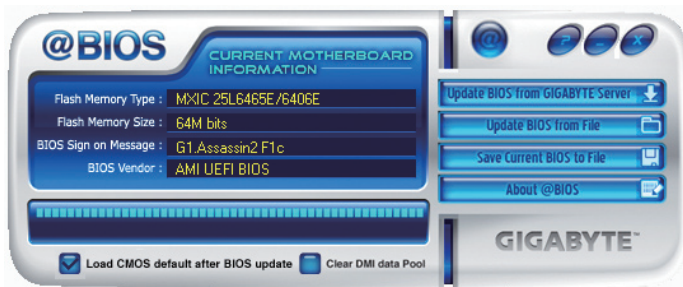 @BIOS
CURRENT MOTHERBOARD
INFORMATION
Flash Memory Type : MXIC 25L6465E/6406E
Flash Memory Size : 64M bits
BIOS Sign on Message : G1.Assassin2 F1c
BIOS Vendor : AMI UEFI BIOS
Load CMOS default after BIOS update Clear DMI data Pool
@ ? _ X
Update BIOS from GIGABYTE Server
Update BIOS from File
Save Current BIOS to File
About @BIOS
GIGABYTE™